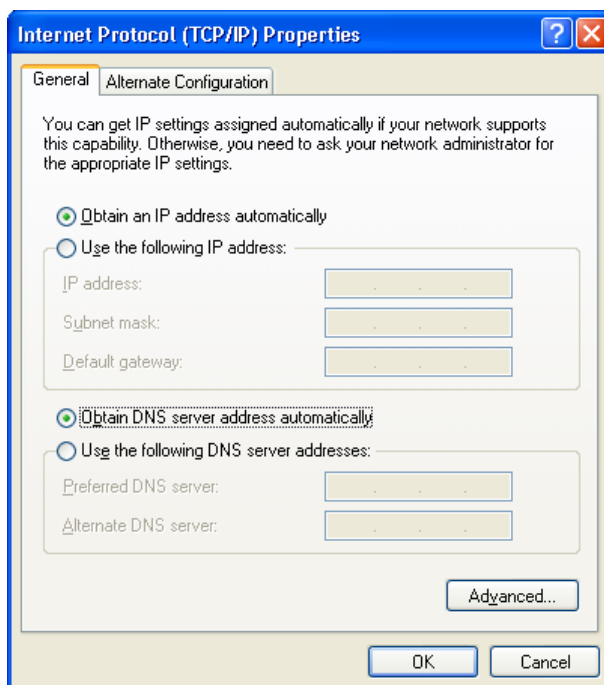 Internet Protocol (TCP/IP) Properties
General
Alternate Configuration
You can get IP settings assigned automatically if your network supports
this capability. Otherwise, you need to ask your network administrator for
the appropriate IP settings.
Obtain an IP address automatically
Use the following IP address:
IP address:
Subnet mask:
Default gateway:
Obtain DNS server address automatically
Use the following DNS server addresses:
Preferred DNS server:
Alternate DNS server:
Advanced...
OK
Cancel